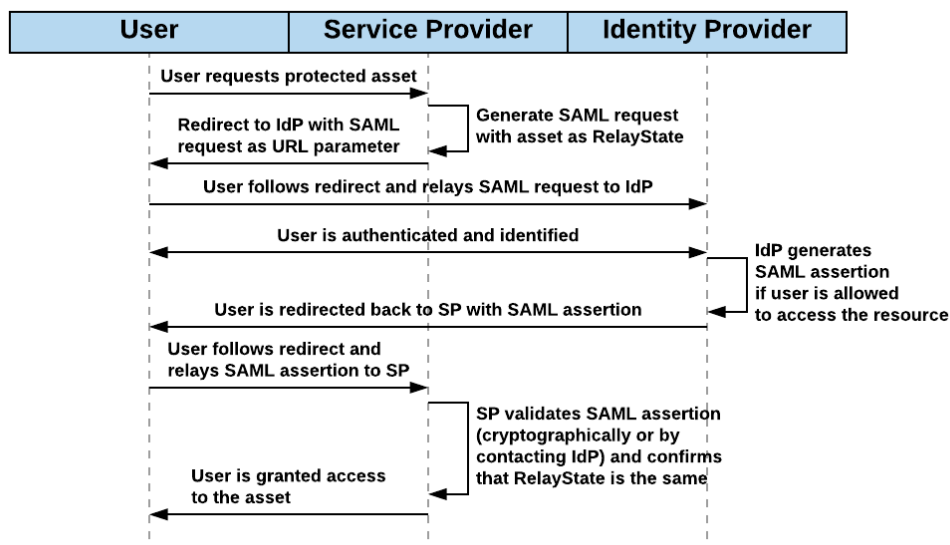 User
Service Provider
Identity Provider
User requests protected asset
Generate SAML request
with asset as RelayState
Redirect to IdP with SAML
request as URL parameter
User follows redirect and relays SAML request to IdP
User is authenticated and identified
IdP generates
SAML assertion
if user is allowed
to access the resource
User is redirected back to SP with SAML assertion
User follows redirect and
relays SAML assertion to SP
SP validates SAML assertion
(cryptographically or by
contacting IdP) and confirms
that RelayState is the same
User is granted access
to the asset